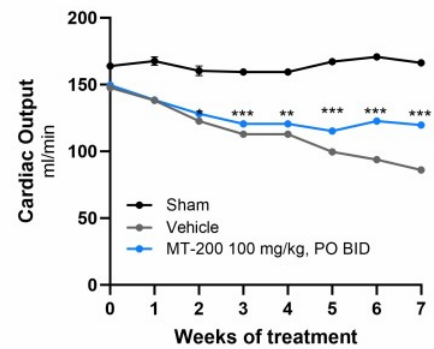 200
150
100
50
0
Cardiac Output
ml/min
* *** ** *** *** ***
Sham
Vehicle
MT-200 100 mg/kg, PO BID
0 1 2 3 4 5 6 7
Weeks of treatment